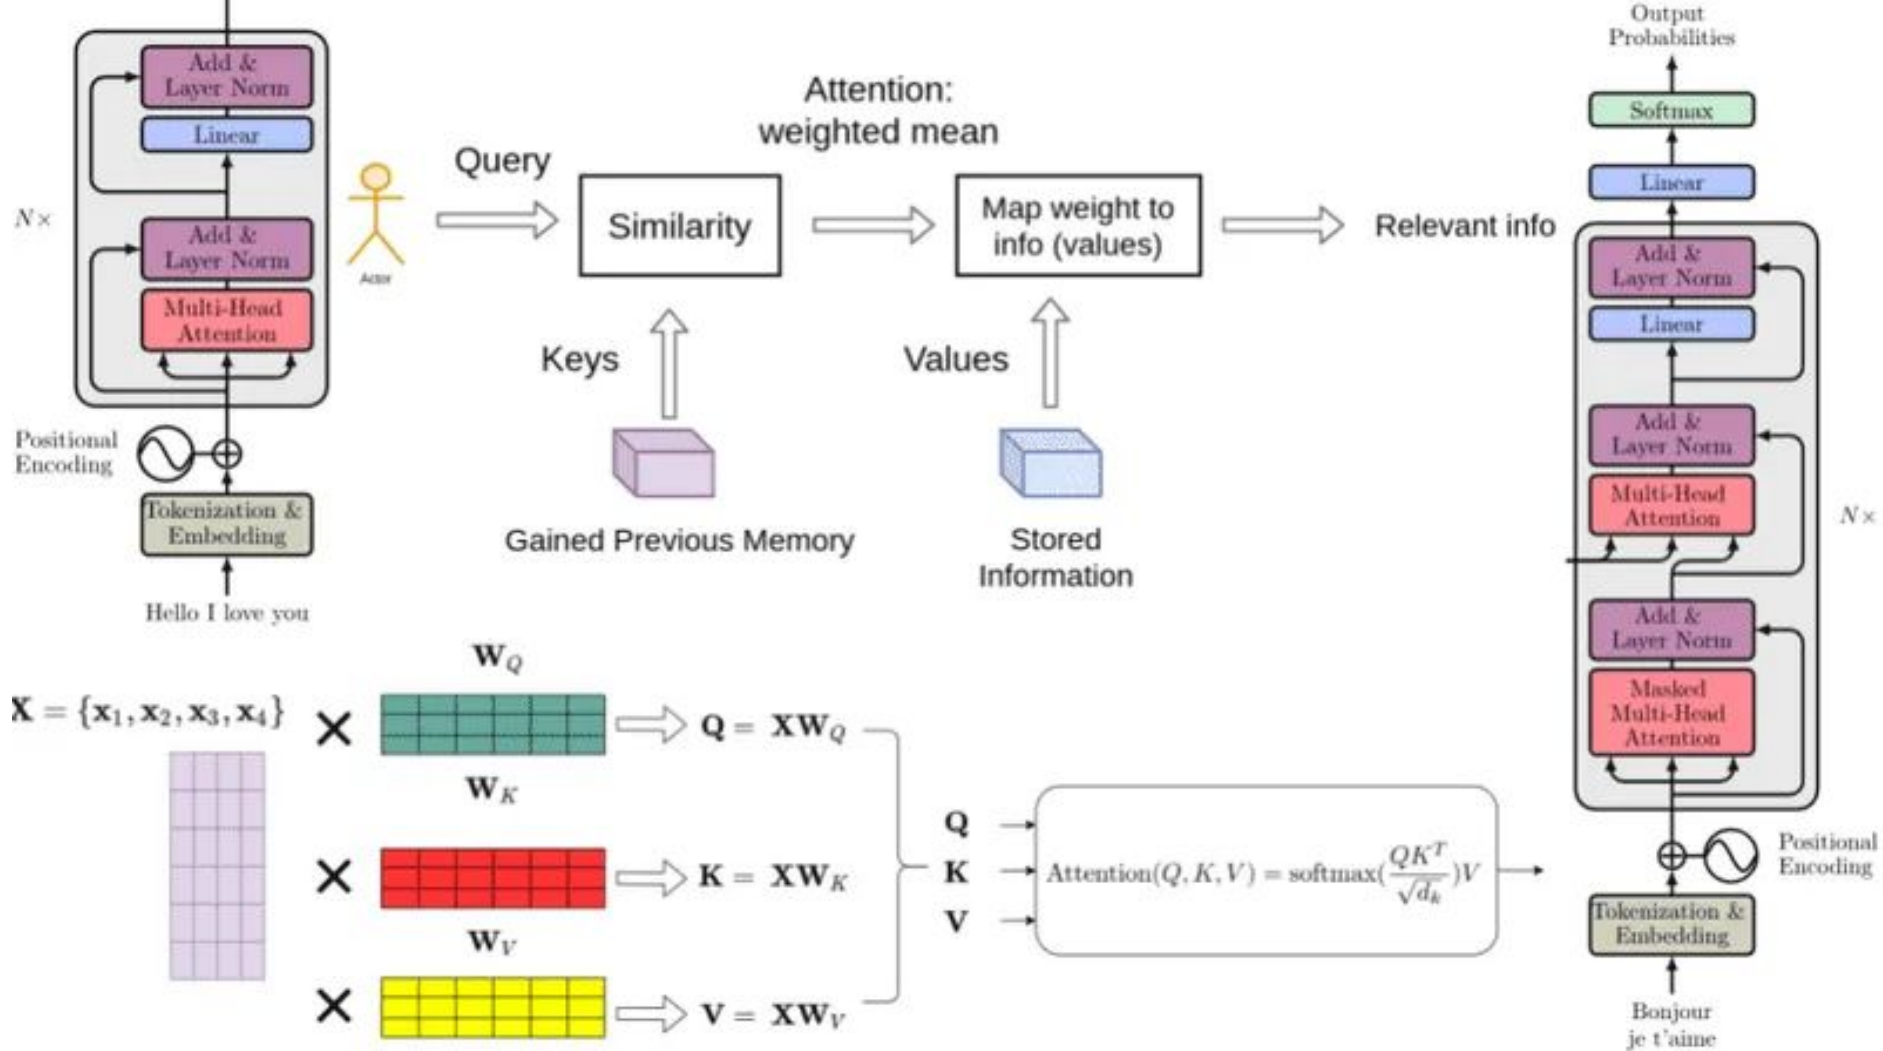 Add &
Layer Norm
Linear
Add &
Layer Norm
Multi-Head
Attention
N×
Positional
Encoding
Tokenization &
Embedding
Hello I love you
Actor
Query
Attention:
weighted mean
Similarity
Map weight to
info (values)
Relevant info
Keys
Values
Gained Previous Memory
Stored
Information
X = {x₁, x₂, x₃, x₄}
W_Q
Q = XW_Q
W_K
K = XW_K
W_V
V = XW_V
Q
K
V
Attention(Q, K, V) = softmax(QK^T/√d_k)V
Output
Probabilities
Softmax
Linear
Add &
Layer Norm
Linear
Add &
Layer Norm
Multi-Head
Attention
N×
Add &
Layer Norm
Masked
Multi-Head
Attention
Positional
Encoding
Tokenization &
Embedding
Bonjour
je t'aime